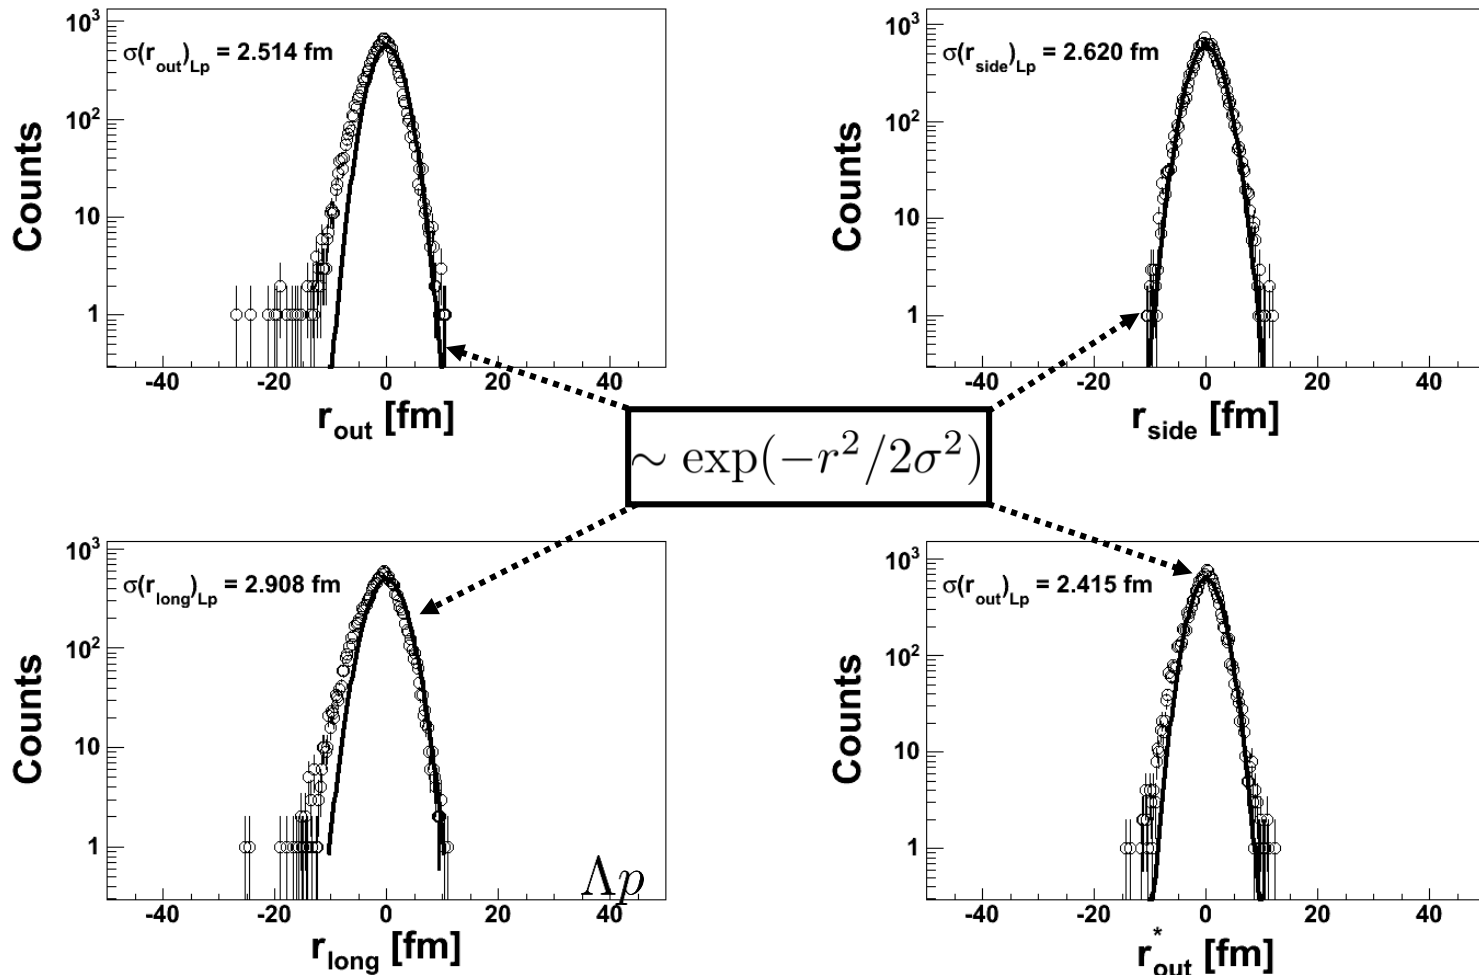 10³
10²
10
1
Counts
σ(r_out)_Lp = 2.514 fm
-40 -20 0 20 40
r_out [fm]
10³
10²
10
1
Counts
σ(r_side)_Lp = 2.620 fm
-40 -20 0 20 40
r_side [fm]
∼ exp(−r²/2σ²)
10³
10²
10
1
Counts
σ(r_long)_Lp = 2.908 fm
Λp
-40 -20 0 20 40
r_long [fm]
10³
10²
10
1
Counts
σ(r_out)_Lp = 2.415 fm
-40 -20 0 20 40
r*_out [fm]